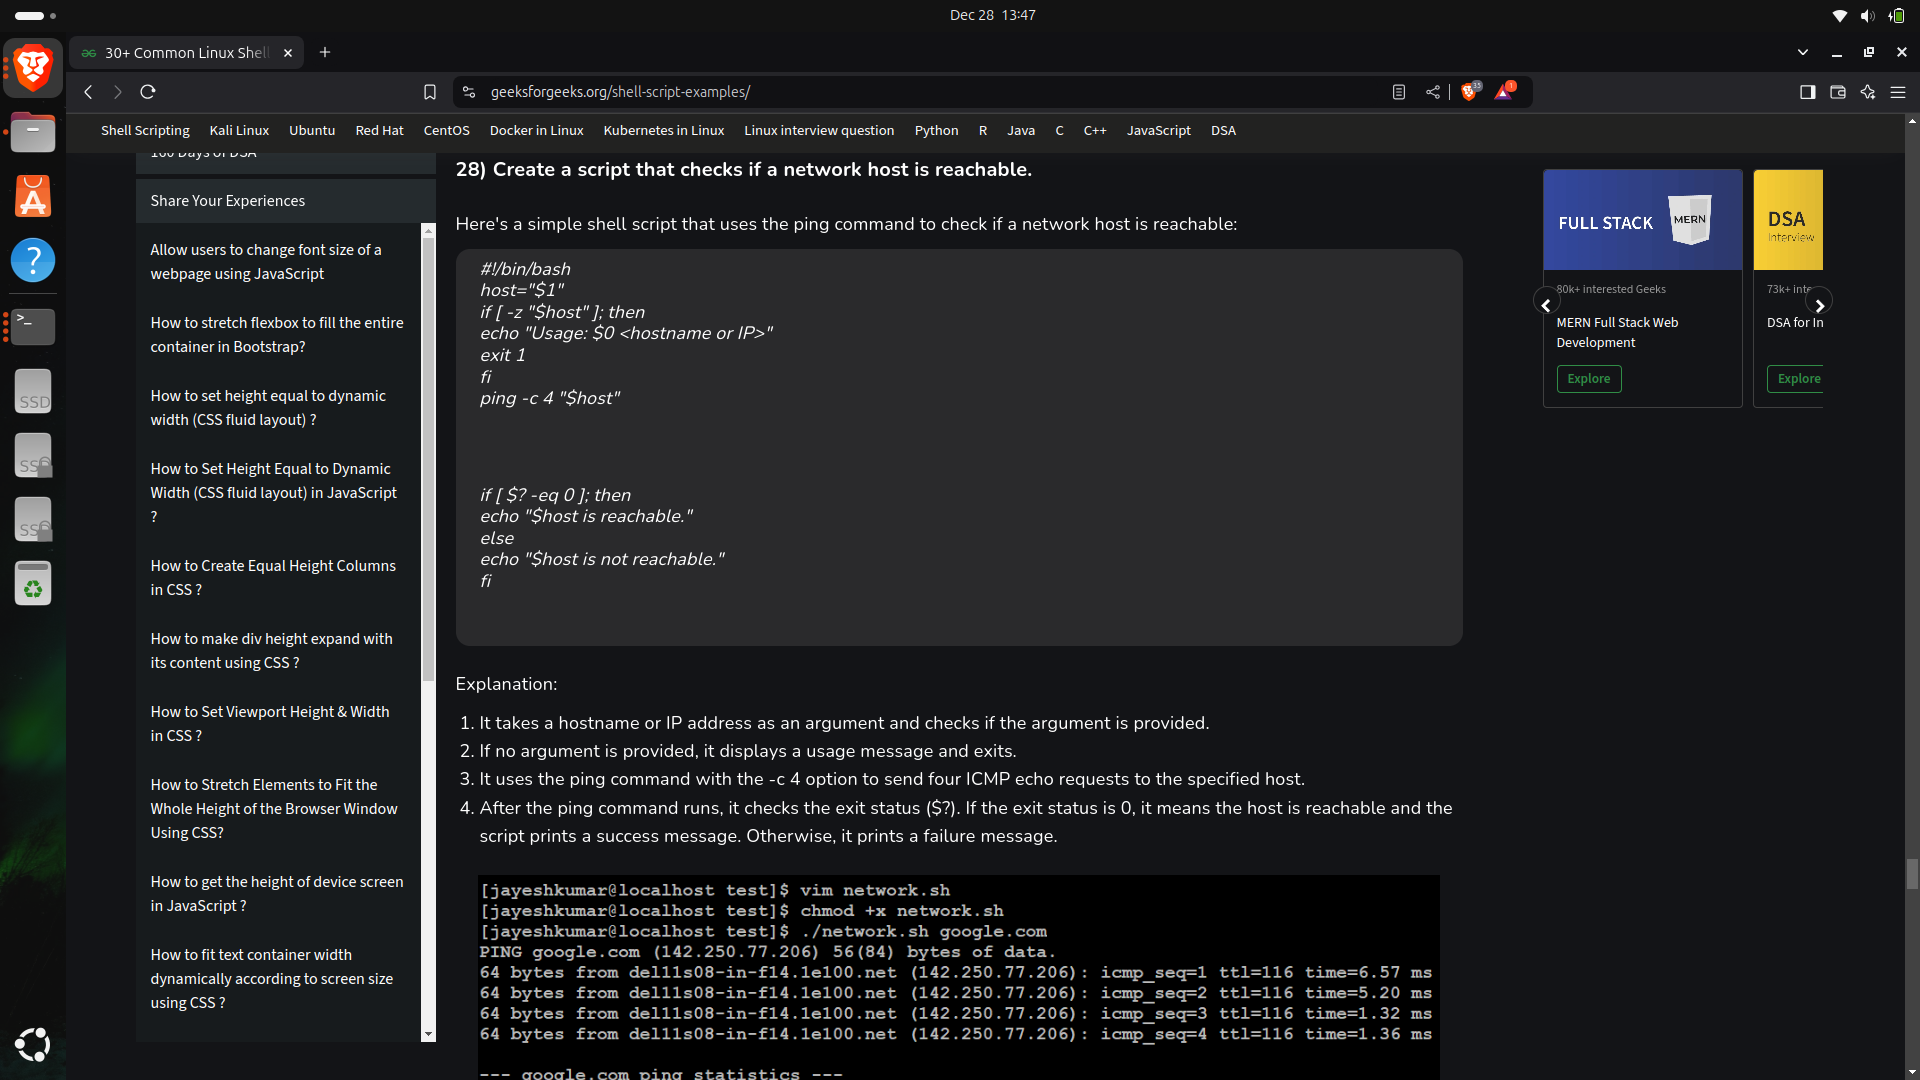 Dec 28 13:47
30+ Common Linux Shell
geeksforgeeks.org/shell-script-examples/
35
1
Shell Scripting Kali Linux Ubuntu Red Hat CentOS Docker in Linux Kubernetes in Linux Linux interview question Python R Java C C++ JavaScript DSA
160 Days of DSA
Share Your Experiences
Allow users to change font size of a
webpage using JavaScript
How to stretch flexbox to fill the entire
container in Bootstrap?
How to set height equal to dynamic
width (CSS fluid layout) ?
How to Set Height Equal to Dynamic
Width (CSS fluid layout) in JavaScript
?
How to Create Equal Height Columns
in CSS ?
How to make div height expand with
its content using CSS ?
How to Set Viewport Height & Width
in CSS ?
How to Stretch Elements to Fit the
Whole Height of the Browser Window
Using CSS?
How to get the height of device screen
in JavaScript ?
How to fit text container width
dynamically according to screen size
using CSS ?
28) Create a script that checks if a network host is reachable.
Here's a simple shell script that uses the ping command to check if a network host is reachable:
#!/bin/bash
host="$1"
if [ -z "$host" ]; then
echo "Usage: $0 <hostname or IP>"
exit 1
fi
ping -c 4 "$host"
if [ $? -eq 0 ]; then
echo "$host is reachable."
else
echo "$host is not reachable."
fi
Explanation:
1. It takes a hostname or IP address as an argument and checks if the argument is provided.
2. If no argument is provided, it displays a usage message and exits.
3. It uses the ping command with the -c 4 option to send four ICMP echo requests to the specified host.
4. After the ping command runs, it checks the exit status ($?). If the exit status is 0, it means the host is reachable and the
script prints a success message. Otherwise, it prints a failure message.
[jayeshkumar@localhost test]$ vim network.sh
[jayeshkumar@localhost test]$ chmod +x network.sh
[jayeshkumar@localhost test]$ ./network.sh google.com
PING google.com (142.250.77.206) 56(84) bytes of data.
64 bytes from del11s08-in-f14.1e100.net (142.250.77.206): icmp_seq=1 ttl=116 time=6.57 ms
64 bytes from del11s08-in-f14.1e100.net (142.250.77.206): icmp_seq=2 ttl=116 time=5.20 ms
64 bytes from del11s08-in-f14.1e100.net (142.250.77.206): icmp_seq=3 ttl=116 time=1.32 ms
64 bytes from del11s08-in-f14.1e100.net (142.250.77.206): icmp_seq=4 ttl=116 time=1.36 ms
--- google.com ping statistics ---
FULL STACK
MERN
80k+ interested Geeks
MERN Full Stack Web
Development
Explore
DSA
Interview
73k+ inte
DSA for In
Explore
SSD
SS
SS